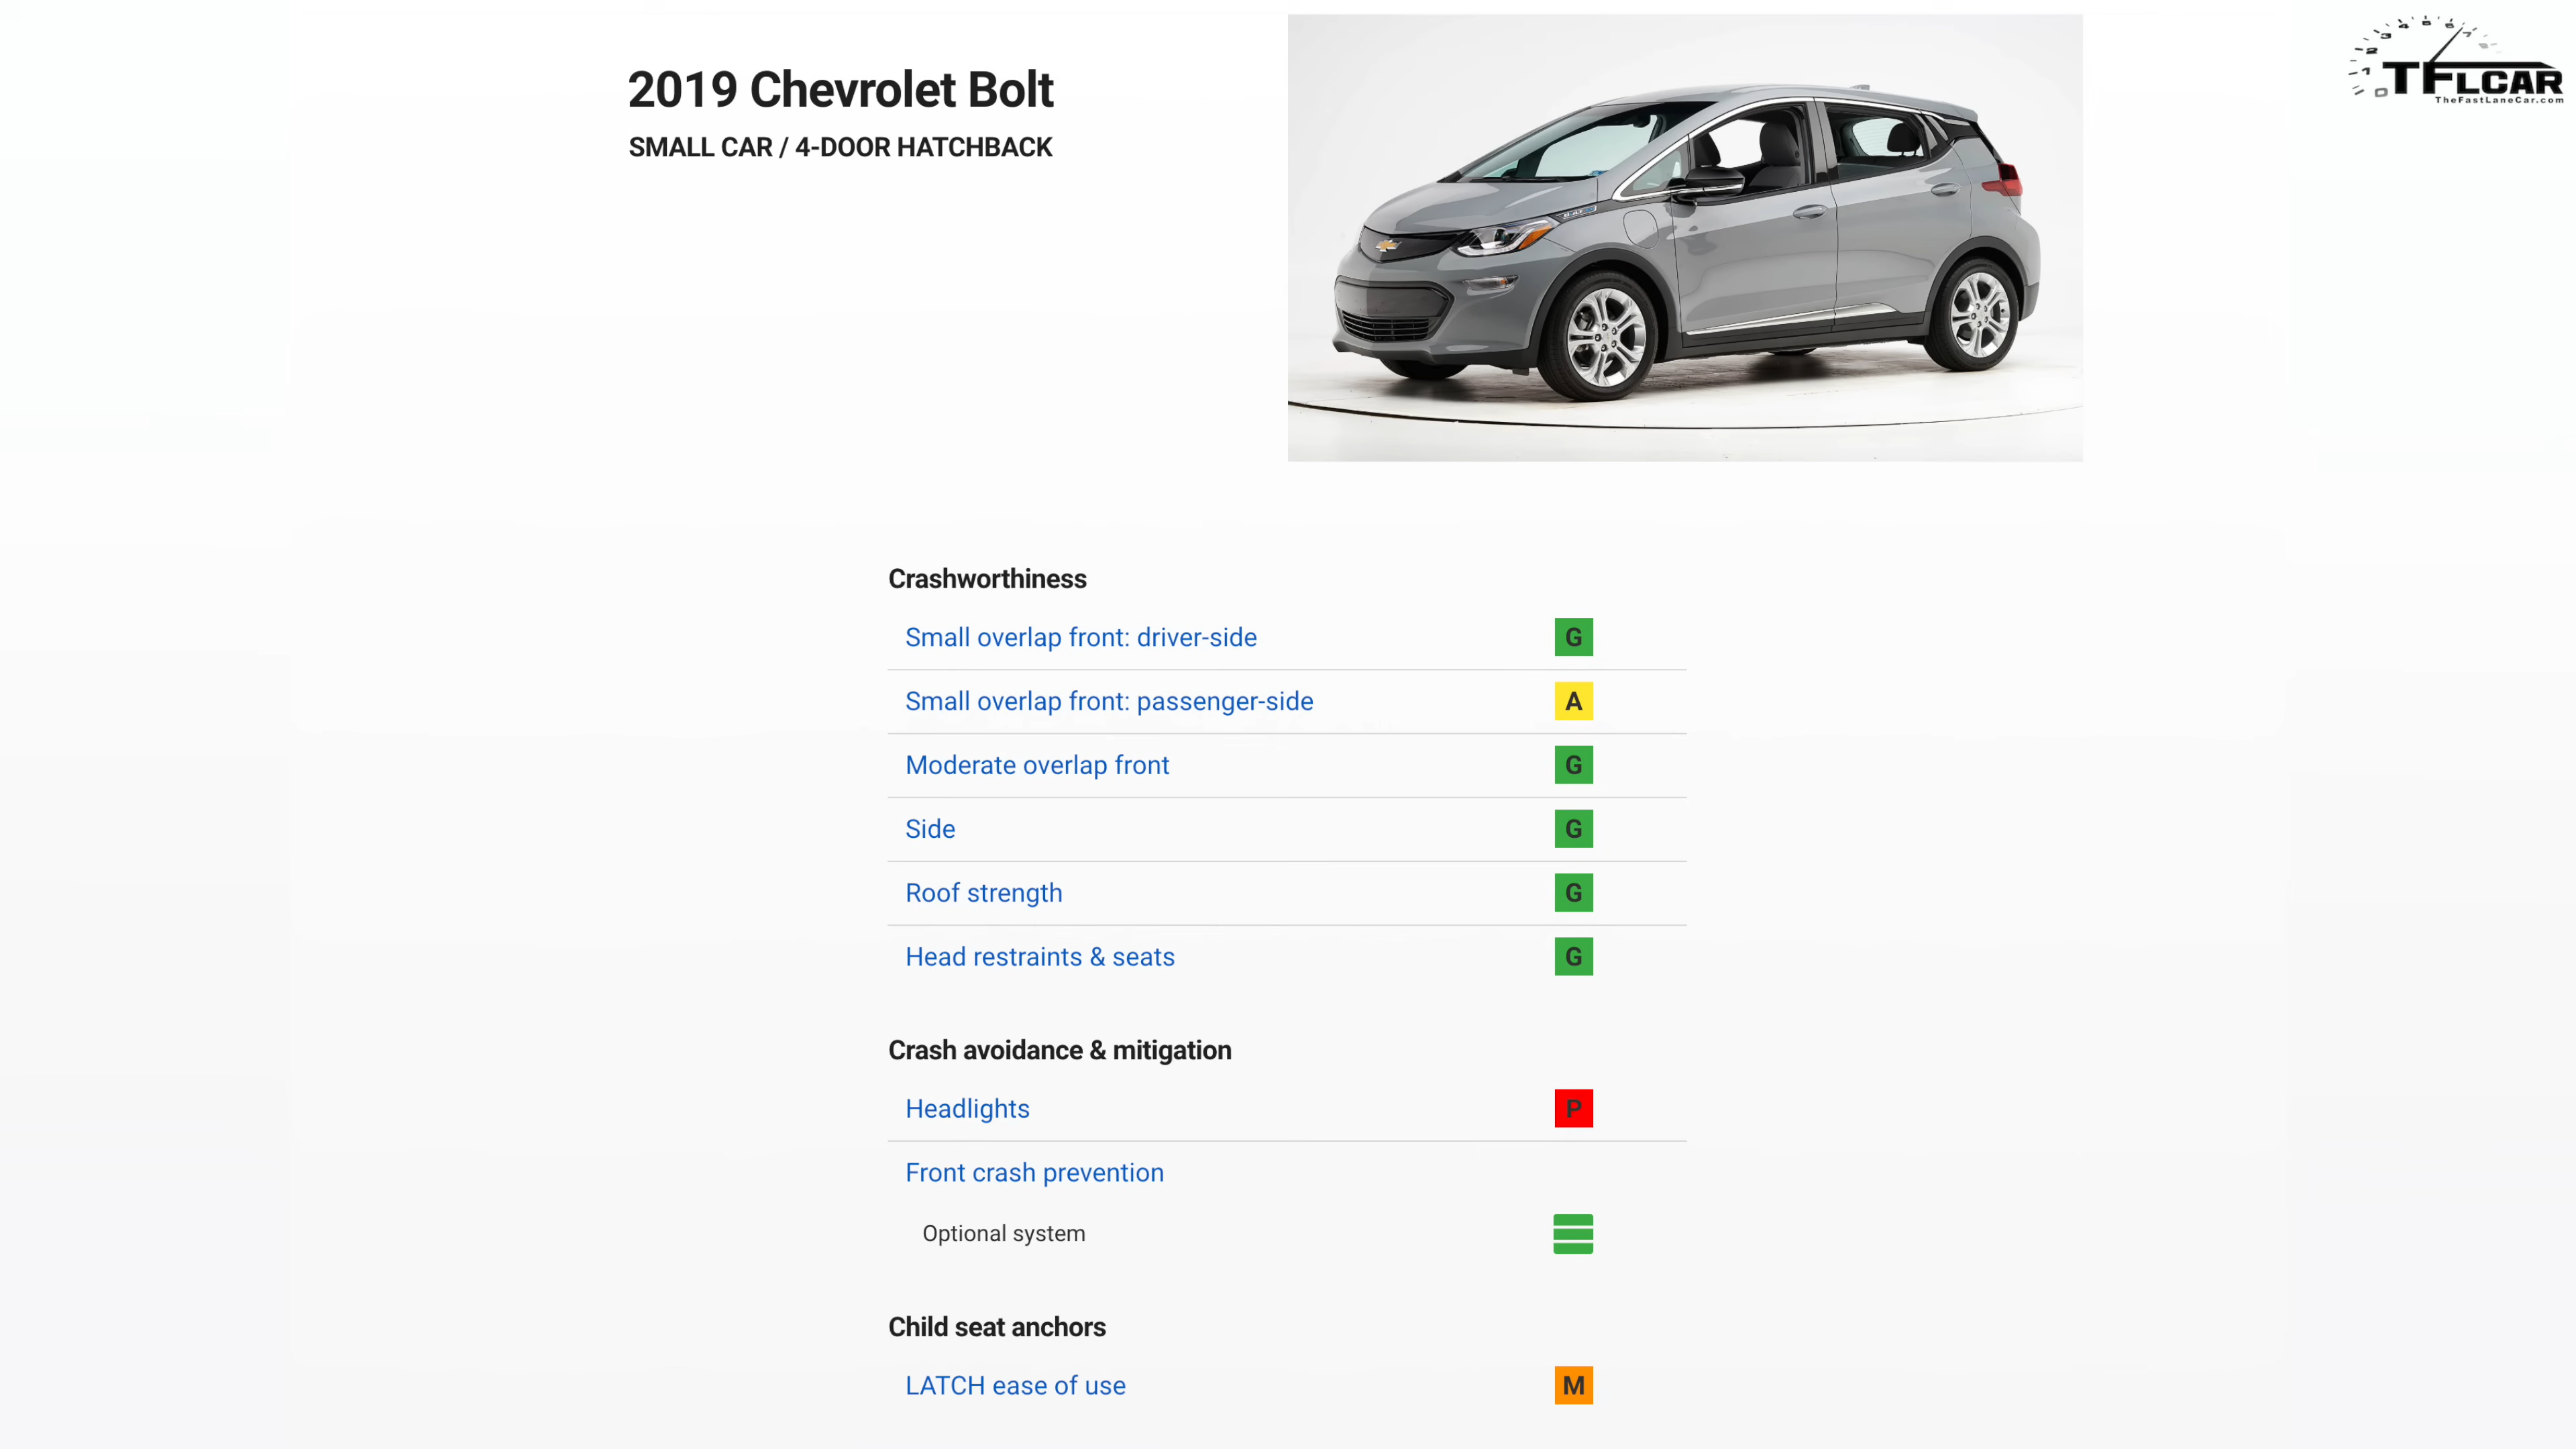 2019 Chevrolet Bolt
SMALL CAR / 4-DOOR HATCHBACK
TFLCAR
TheFastLaneCar.com
Crashworthiness
Small overlap front: driver-side G
Small overlap front: passenger-side A
Moderate overlap front G
Side G
Roof strength G
Head restraints & seats G
Crash avoidance & mitigation
Headlights P
Front crash prevention
Optional system
Child seat anchors
LATCH ease of use M